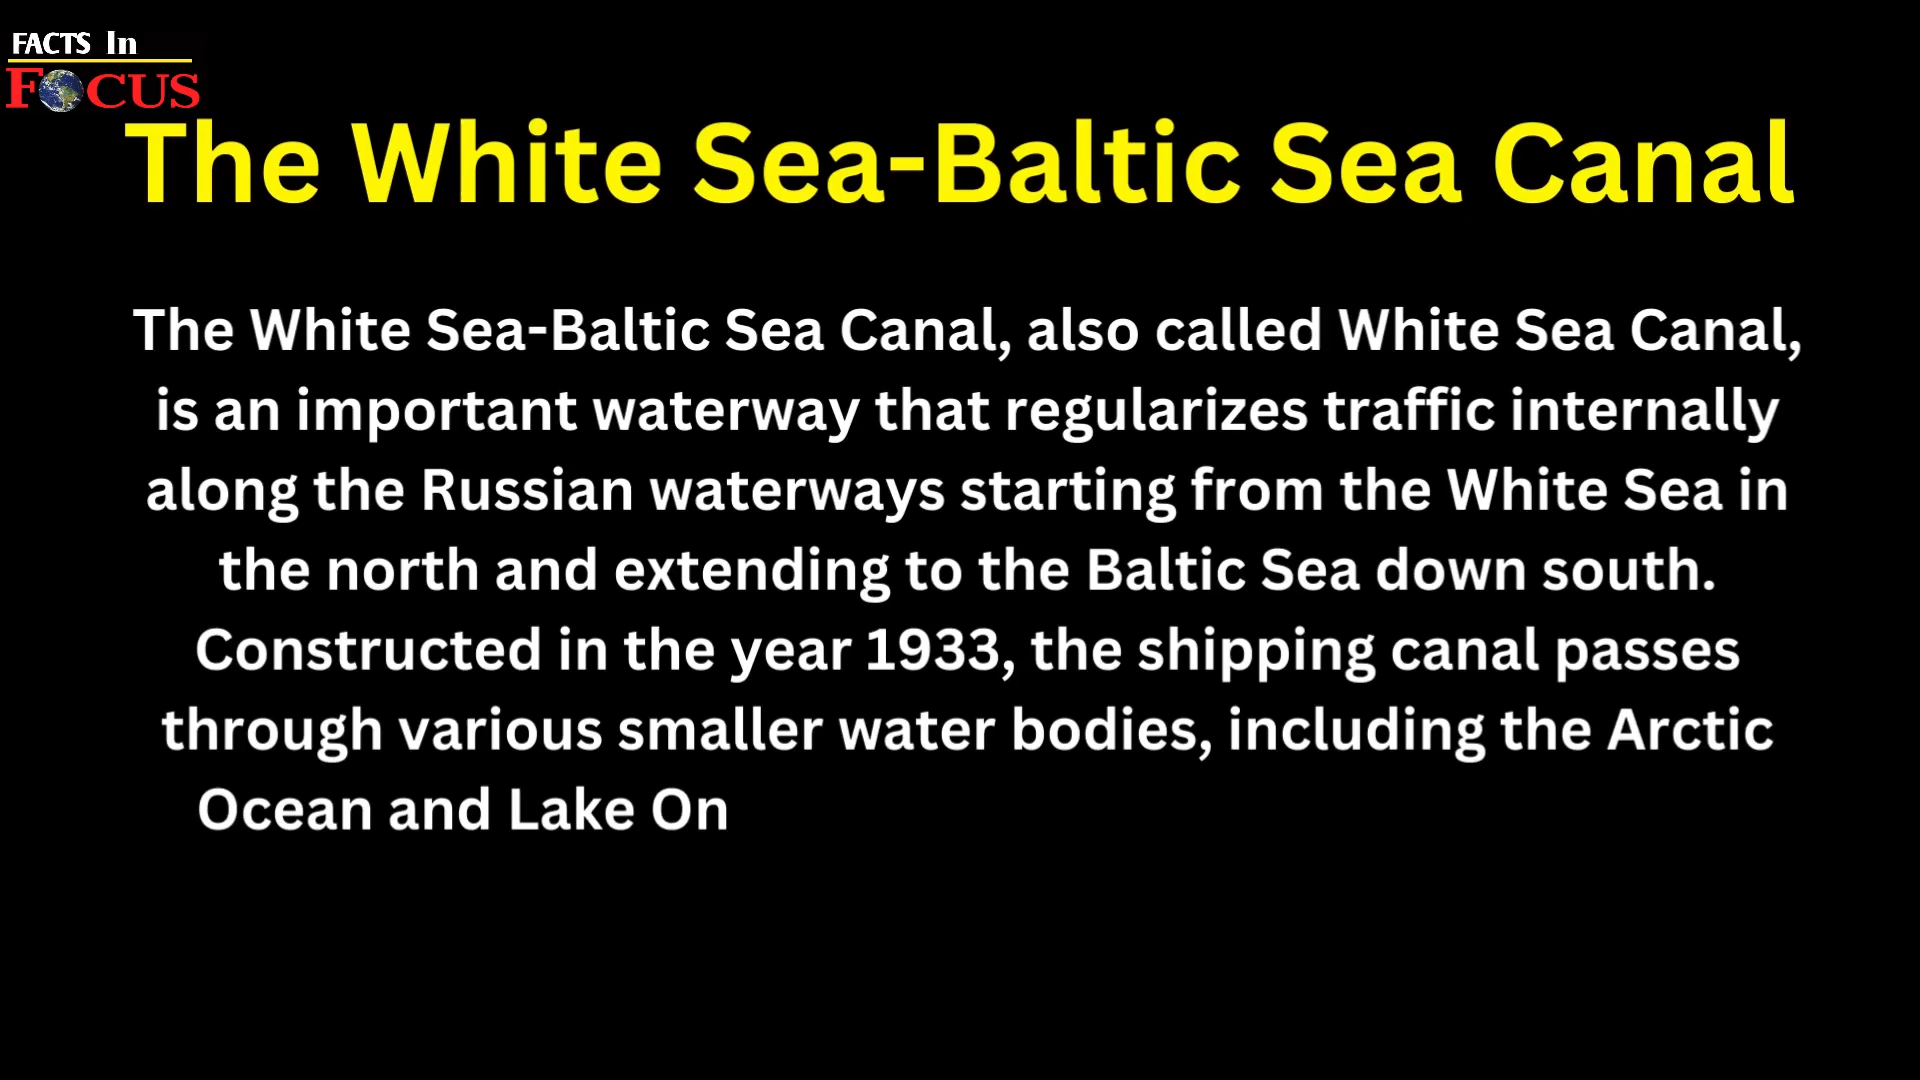 FACTS In
FOCUS
The White Sea-Baltic Sea Canal
The White Sea-Baltic Sea Canal, also called White Sea Canal,
is an important waterway that regularizes traffic internally
along the Russian waterways starting from the White Sea in
the north and extending to the Baltic Sea down south.
Constructed in the year 1933, the shipping canal passes
through various smaller water bodies, including the Arctic
Ocean and Lake On